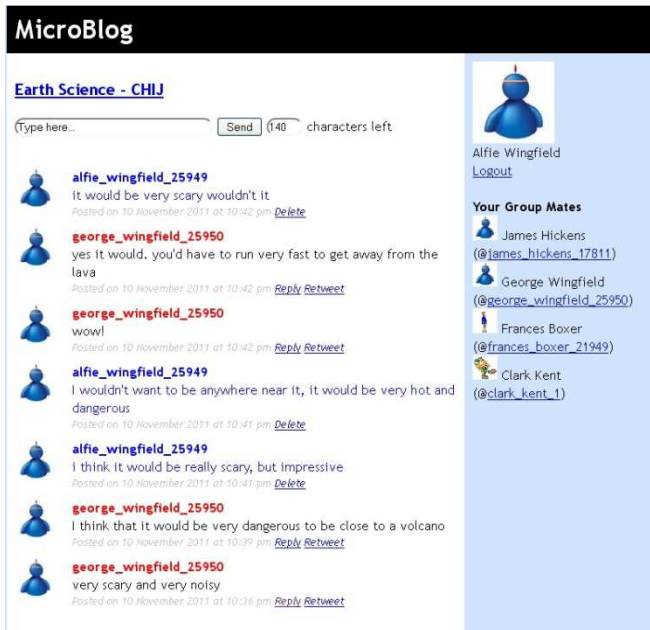 MicroBlog
Earth Science - CHIJ
Type here...
Send
140
characters left
alfie_wingfield_25949
it would be very scary wouldn't it
Posted on 10 November 2011 at 10:42 pm Delete
george_wingfield_25950
yes it would. you'd have to run very fast to get away from the
lava
Posted on 10 November 2011 at 10:42 pm Reply Retweet
george_wingfield_25950
wow!
Posted on 10 November 2011 at 10:42 pm Reply Retweet
alfie_wingfield_25949
I wouldn't want to be anywhere near it, it would be very hot and
dangerous
Posted on 10 November 2011 at 10:41 pm Delete
alfie_wingfield_25949
i think it would be really scary, but impressive
Posted on 10 November 2011 at 10:41 pm Delete
george_wingfield_25950
I think that it would be very dangerous to be close to a volcano
Posted on 10 November 2011 at 10:39 pm Reply Retweet
george_wingfield_25950
very scary and very noisy
Posted on 10 November 2011 at 10:36 pm Reply Retweet
Alfie Wingfield
Logout
Your Group Mates
James Hickens
(@james_hickens_17811)
George Wingfield
(@george_wingfield_25950)
Frances Boxer
(@frances_boxer_21949)
Clark Kent
(@clark_kent_1)